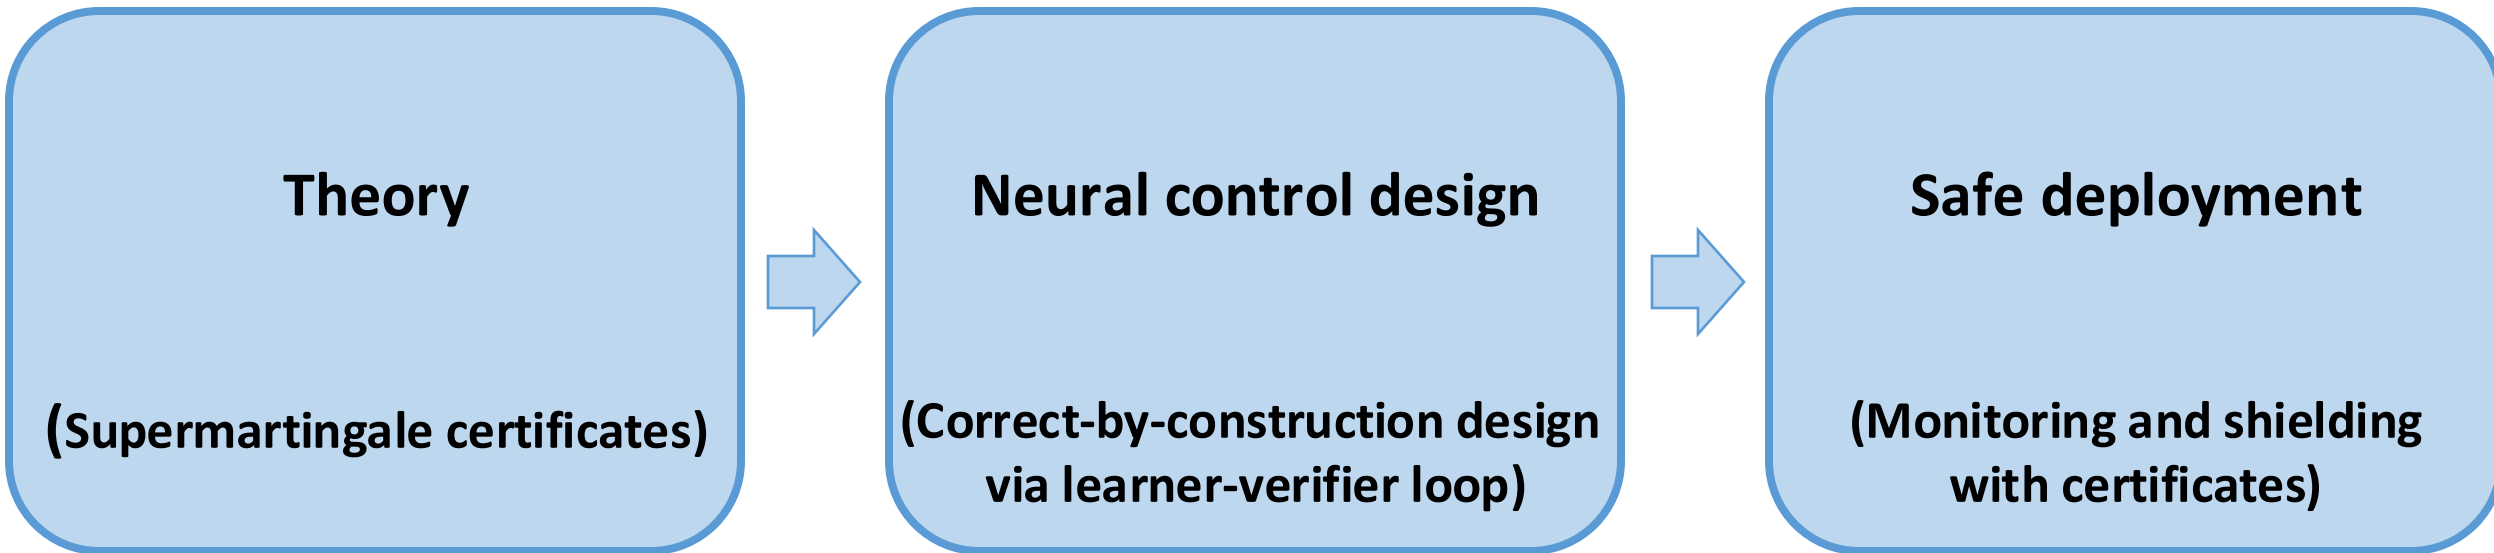 Theory
(Supermartingale certificates)
Neural control design
(Correct-by-construction design
via learner-verifier loop)
Safe deployment
(Monitoring and shielding
with certificates)